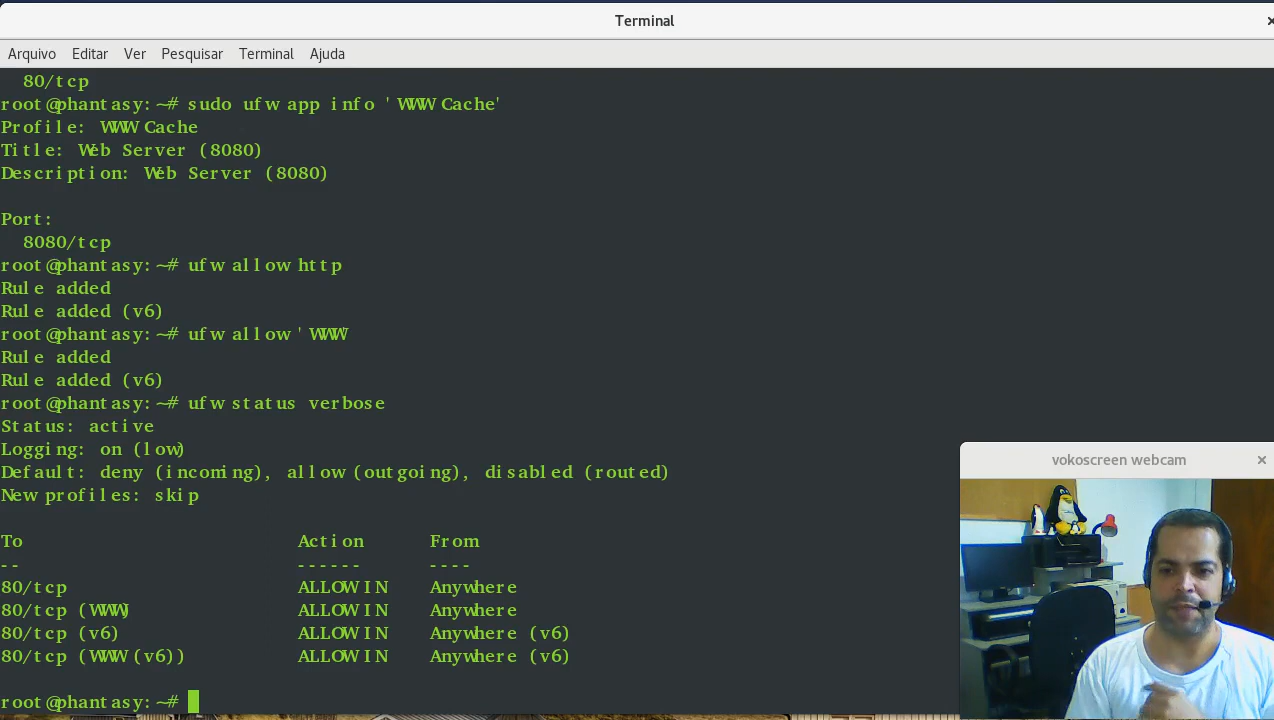 Terminal
Arquivo Editar Ver Pesquisar Terminal Ajuda
80/tcp
root@phantasy:~# sudo ufw app info 'WWW Cache'
Profile: WWW Cache
Title: Web Server (8080)
Description: Web Server (8080)
Port:
8080/tcp
root@phantasy:~# ufw allow http
Rule added
Rule added (v6)
root@phantasy:~# ufw allow 'WWW'
Rule added
Rule added (v6)
root@phantasy:~# ufw status verbose
Status: active
Logging: on (low)
Default: deny (incoming), allow (outgoing), disabled (routed)
New profiles: skip
To Action From
-- ------ ----
80/tcp ALLOW IN Anywhere
80/tcp (WWW) ALLOW IN Anywhere
80/tcp (v6) ALLOW IN Anywhere (v6)
80/tcp (WWW (v6)) ALLOW IN Anywhere (v6)
root@phantasy:~#
vokoscreen webcam